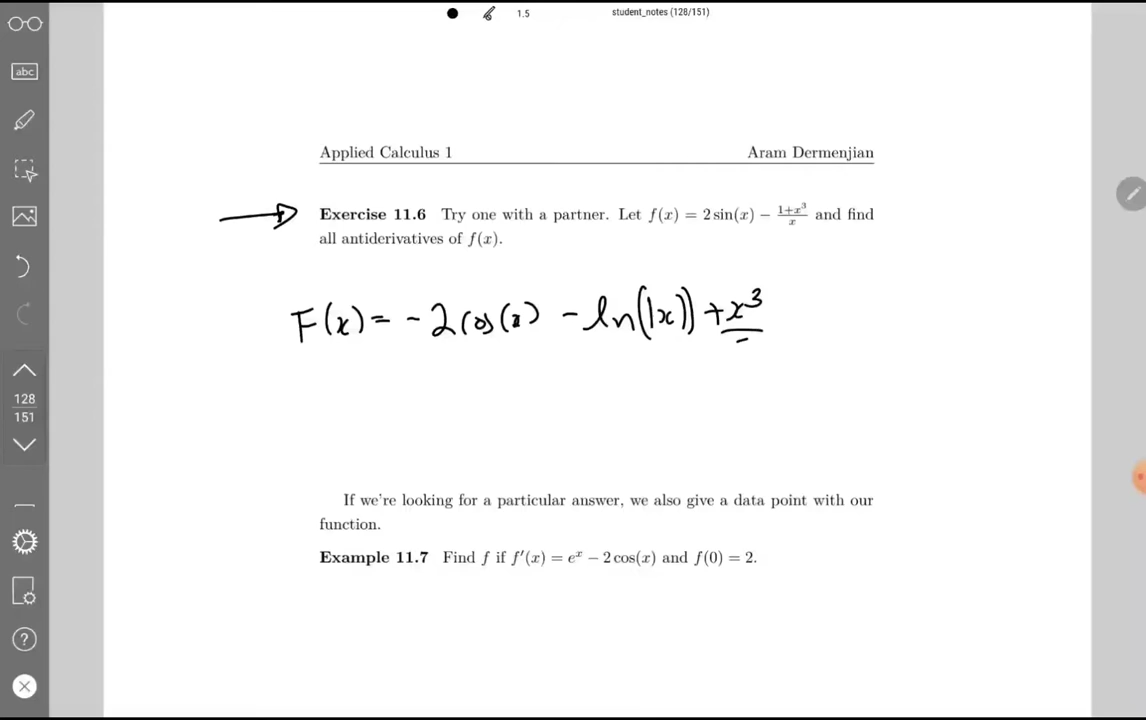 1.5 student_notes (128/151)
abc
Applied Calculus 1 Aram Dermenjian
Exercise 11.6 Try one with a partner. Let f(x) = 2 sin(x) − (1+x³)/x and find
all antiderivatives of f(x).
F(x) = -2cos(x) - ln(|x|) + x³
128
151
If we're looking for a particular answer, we also give a data point with our
function.
Example 11.7 Find f if f′(x) = eˣ − 2 cos(x) and f(0) = 2.
?